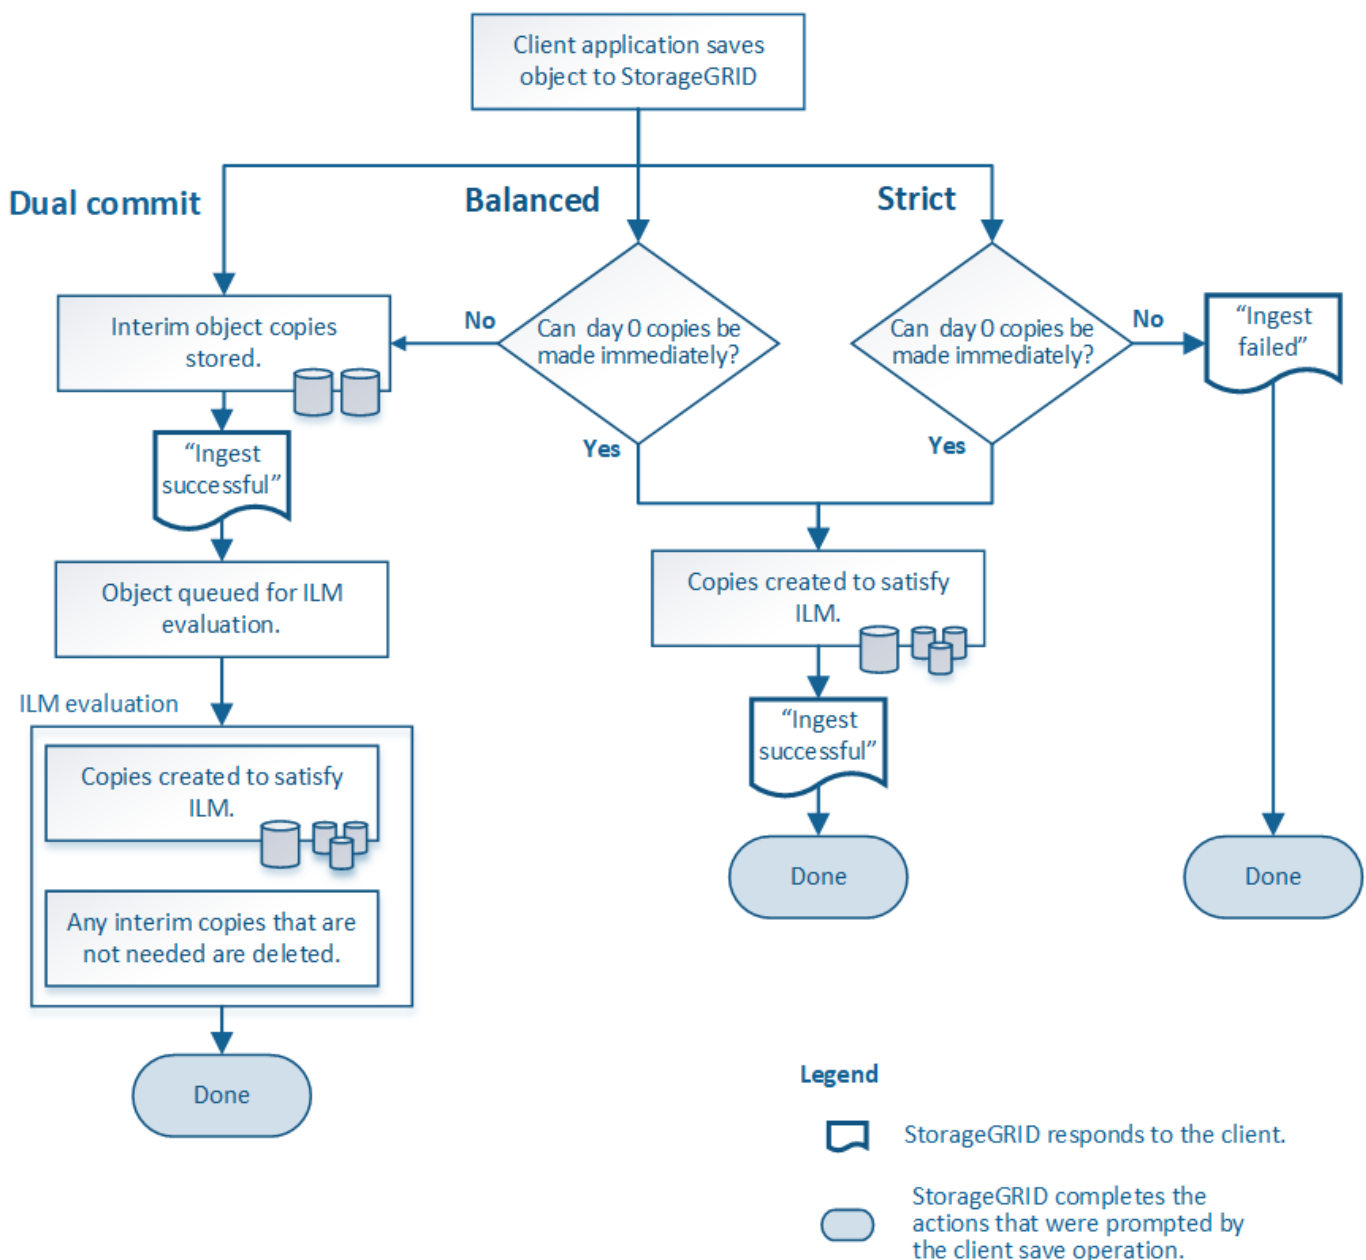 Client application saves
object to StorageGRID
Dual commit
Balanced
Strict
Interim object copies
stored.
No
Can day 0 copies be
made immediately?
Can day 0 copies be
made immediately?
No
“Ingest
failed”
Yes
Yes
“Ingest
successful”
Object queued for ILM
evaluation.
Copies created to satisfy
ILM.
ILM evaluation
“Ingest
successful”
Copies created to satisfy
ILM.
Any interim copies that are
not needed are deleted.
Done
Done
Done
Legend
StorageGRID responds to the client.
StorageGRID completes the
actions that were prompted by
the client save operation.